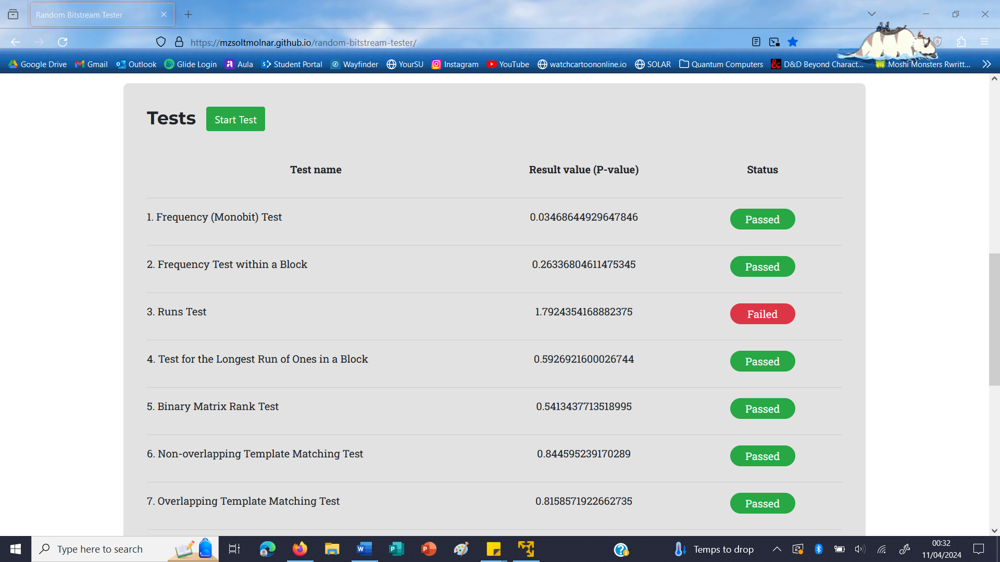 Random Bitstream Tester
https://mzsoltmolnar.github.io/random-bitstream-tester/
Google Drive Gmail Outlook Glide Login Aula Student Portal Wayfinder YourSU Instagram YouTube watchcartoononline.io SOLAR Quantum Computers D&D Beyond Charact... Moshi Monsters Rwritt...
Tests Start Test
Test name Result value (P-value) Status
1. Frequency (Monobit) Test 0.03468644929647846 Passed
2. Frequency Test within a Block 0.26336804611475345 Passed
3. Runs Test 1.7924354168882375 Failed
4. Test for the Longest Run of Ones in a Block 0.5926921600026744 Passed
5. Binary Matrix Rank Test 0.5413437713518995 Passed
6. Non-overlapping Template Matching Test 0.844595239170289 Passed
7. Overlapping Template Matching Test 0.8158571922662735 Passed
Type here to search Temps to drop 00:32
11/04/2024